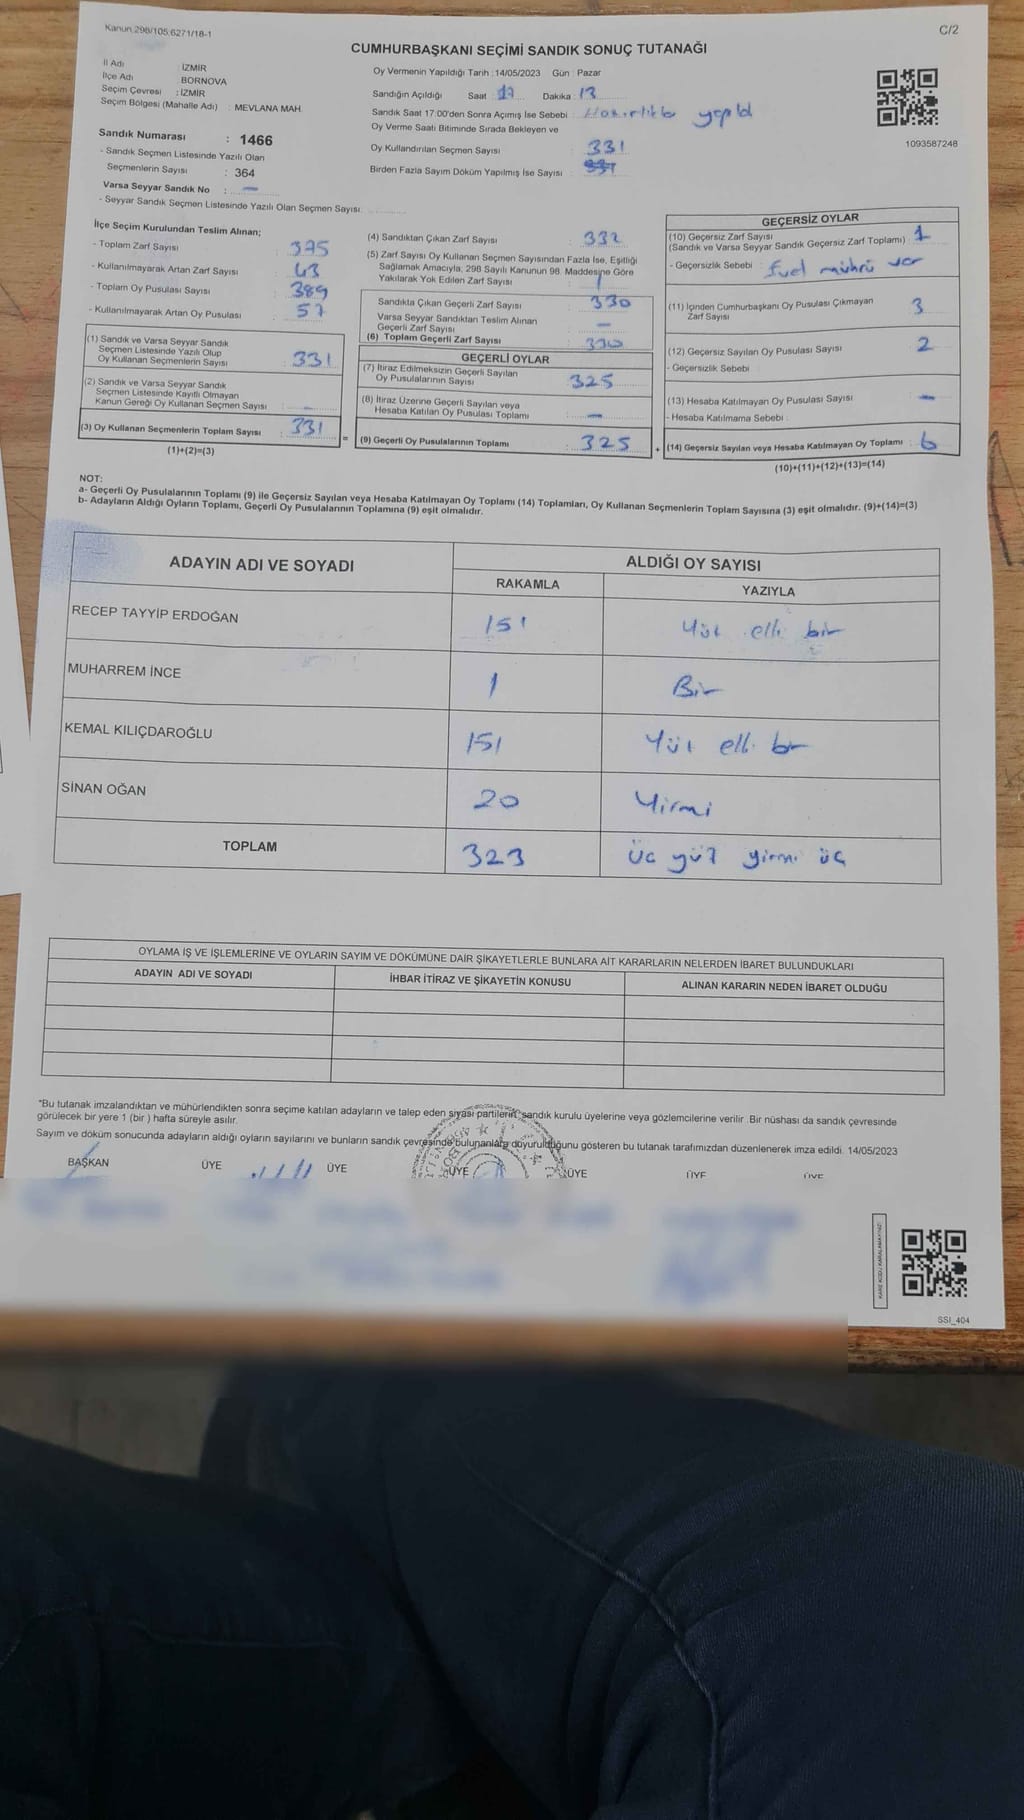 Kanun.298/105.6271/18-1
C/2
CUMHURBAŞKANI SEÇİMİ SANDIK SONUÇ TUTANAĞI
İl Adı : İZMİR
İlçe Adı : BORNOVA
Seçim Çevresi : İZMİR
Seçim Bölgesi (Mahalle Adı) : MEVLANA MAH.
Oy Vermenin Yapıldığı Tarih : 14/05/2023 Gün : Pazar
Sandığın Açıldığı Saat : 17 Dakika : 13
Sandık Saat 17:00'den Sonra Açılmış İse Sebebi : Hazırlıklar yapıldı
Oy Verme Saati Bitiminde Sırada Bekleyen ve
Oy Kullandırılan Seçmen Sayısı : 331
Birden Fazla Sayım Döküm Yapılmış İse Sayısı :
1093587248
Sandık Numarası : 1466
- Sandık Seçmen Listesinde Yazılı Olan
Seçmenlerin Sayısı : 364
Varsa Seyyar Sandık No : —
- Seyyar Sandık Seçmen Listesinde Yazılı Olan Seçmen Sayısı:
İlçe Seçim Kurulundan Teslim Alınan;
- Toplam Zarf Sayısı : 375
- Kullanılmayarak Artan Zarf Sayısı : 43
- Toplam Oy Pusulası Sayısı : 389
- Kullanılmayarak Artan Oy Pusulası : 57
(1) Sandık ve Varsa Seyyar Sandık
Seçmen Listesinde Yazılı Olup
Oy Kullanan Seçmenlerin Sayısı : 331
(2) Sandık ve Varsa Seyyar Sandık
Seçmen Listesinde Kayıtlı Olmayan
Kanun Gereği Oy Kullanan Seçmen Sayısı : —
(3) Oy Kullanan Seçmenlerin Toplam Sayısı : 331
(1)+(2)=(3)
(4) Sandıktan Çıkan Zarf Sayısı : 332
(5) Zarf Sayısı Oy Kullanan Seçmen Sayısından Fazla İse, Eşitliği
Sağlamak Amacıyla, 298 Sayılı Kanunun 98. Maddesine Göre
Yakılarak Yok Edilen Zarf Sayısı : 1
Sandıkta Çıkan Geçerli Zarf Sayısı : 330
Varsa Seyyar Sandıktan Teslim Alınan
Geçerli Zarf Sayısı : —
(6) Toplam Geçerli Zarf Sayısı : 330
GEÇERLİ OYLAR
(7) İtiraz Edilmeksizin Geçerli Sayılan
Oy Pusulalarının Sayısı : 325
(8) İtiraz Üzerine Geçerli Sayılan veya
Hesaba Katılan Oy Pusulası Toplamı : —
=
(9) Geçerli Oy Pusulalarının Toplamı : 325
+
GEÇERSİZ OYLAR
(10) Geçersiz Zarf Sayısı : 1
(Sandık ve Varsa Seyyar Sandık Geçersiz Zarf Toplamı)
- Geçersizlik Sebebi : mührü var
(11) İçinden Cumhurbaşkanı Oy Pusulası Çıkmayan
Zarf Sayısı : 3
(12) Geçersiz Sayılan Oy Pusulası Sayısı : 2
- Geçersizlik Sebebi :
(13) Hesaba Katılmayan Oy Pusulası Sayısı : —
- Hesaba Katılmama Sebebi :
(14) Geçersiz Sayılan veya Hesaba Katılmayan Oy Toplamı : 6
(10)+(11)+(12)+(13)=(14)
NOT:
a- Geçerli Oy Pusulalarının Toplamı (9) ile Geçersiz Sayılan veya Hesaba Katılmayan Oy Toplamı (14) Toplamları, Oy Kullanan Seçmenlerin Toplam Sayısına (3) eşit olmalıdır. (9)+(14)=(3)
b- Adayların Aldığı Oyların Toplamı, Geçerli Oy Pusulalarının Toplamına (9) eşit olmalıdır.
ADAYIN ADI VE SOYADI
ALDIĞI OY SAYISI
RAKAMLA
YAZIYLA
RECEP TAYYİP ERDOĞAN 151 Yüz elli bir
MUHARREM İNCE 1 Bir
KEMAL KILIÇDAROĞLU 151 Yüz elli bir
SİNAN OĞAN 20 Yirmi
TOPLAM 323 Üç yüz yirmi üç
OYLAMA İŞ VE İŞLEMLERİNE VE OYLARIN SAYIM VE DÖKÜMÜNE DAİR ŞİKAYETLERLE BUNLARA AİT KARARLARIN NELERDEN İBARET BULUNDUKLARI
ADAYIN ADI VE SOYADI
İHBAR İTİRAZ VE ŞİKAYETİN KONUSU
ALINAN KARARIN NEDEN İBARET OLDUĞU
*Bu tutanak imzalandıktan ve mühürlendikten sonra seçime katılan adayların ve talep eden siyasi partilerin, sandık kurulu üyelerine veya gözlemcilerine verilir .Bir nüshası da sandık çevresinde
görülecek bir yere 1 (bir ) hafta süreyle asılır.
Sayım ve döküm sonucunda adayların aldığı oyların sayılarını ve bunların sandık çevresinde bulunanlara duyurulduğunu gösteren bu tutanak tarafımızdan düzenlenerek imza edildi. 14/05/2023
BAŞKAN ÜYE ÜYE ÜYE ÜYE ÜYE ÜYE
KARE KODU KARALAMAYINIZ!
SSI_404